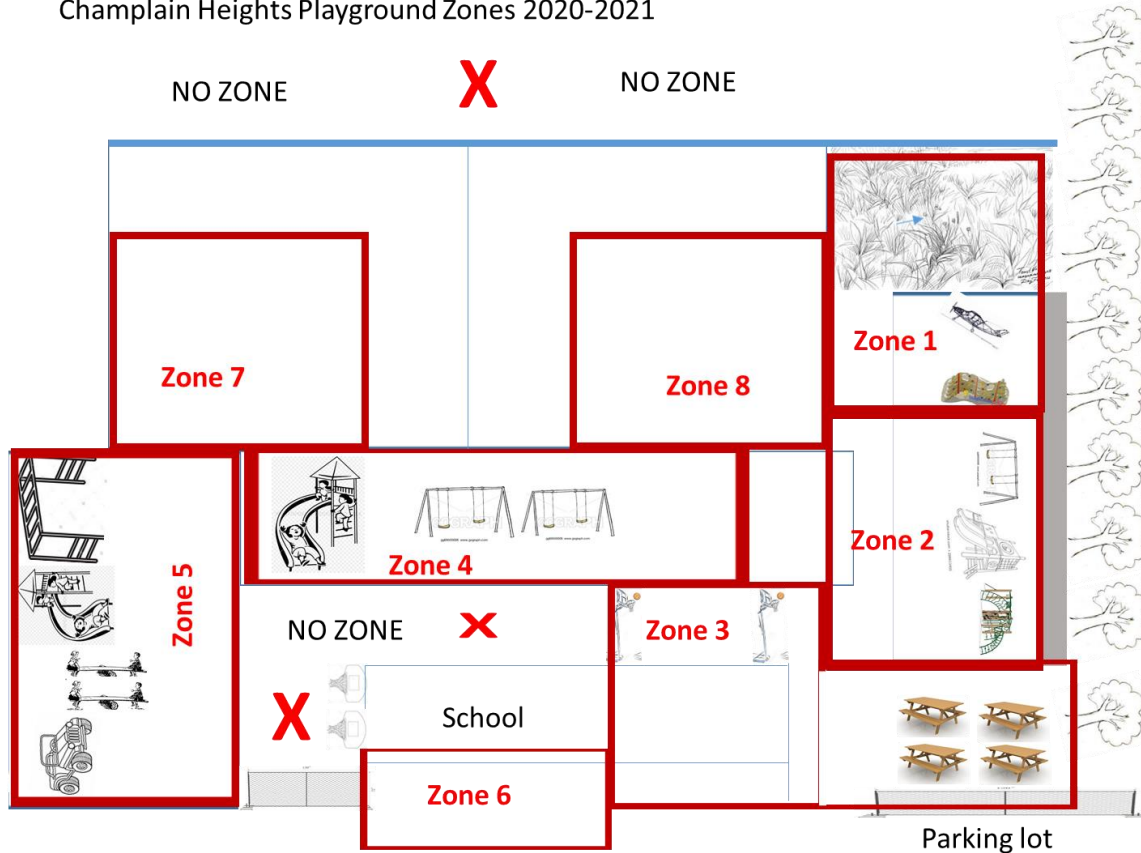 Champlain Heights Playground Zones 2020-2021
NO ZONE
X
NO ZONE
Zone 1
Zone 7
Zone 8
Zone 2
Zone 4
Zone 5
NO ZONE
X
Zone 3
X
School
Zone 6
Parking lot